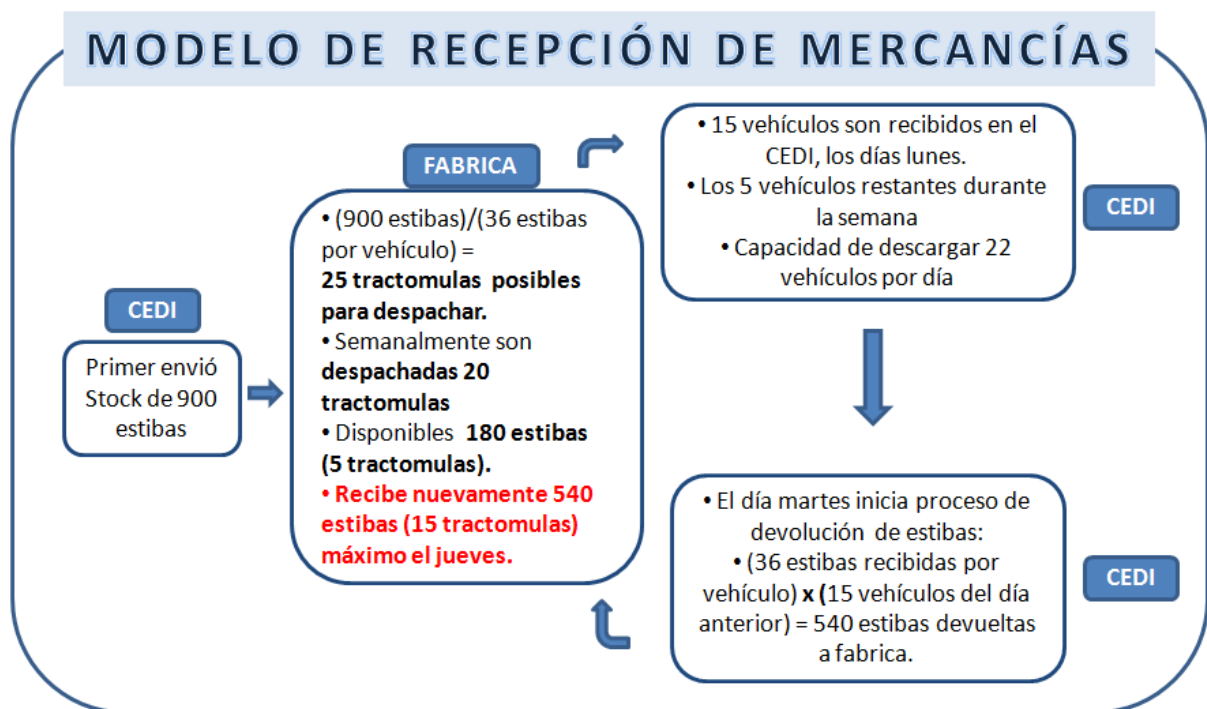 MODELO DE RECEPCIÓN DE MERCANCÍAS
CEDI
Primer envió
Stock de 900
estibas
FABRICA
• (900 estibas)/(36 estibas
por vehículo) =
25 tractomulas posibles
para despachar.
• Semanalmente son
despachadas 20
tractomulas
• Disponibles 180 estibas
(5 tractomulas).
• Recibe nuevamente 540
estibas (15 tractomulas)
máximo el jueves.
• 15 vehículos son recibidos en el
CEDI, los días lunes.
• Los 5 vehículos restantes durante
la semana
• Capacidad de descargar 22
vehículos por día
CEDI
• El día martes inicia proceso de
devolución de estibas:
• (36 estibas recibidas por
vehículo) x (15 vehículos del día
anterior) = 540 estibas devueltas
a fabrica.
CEDI